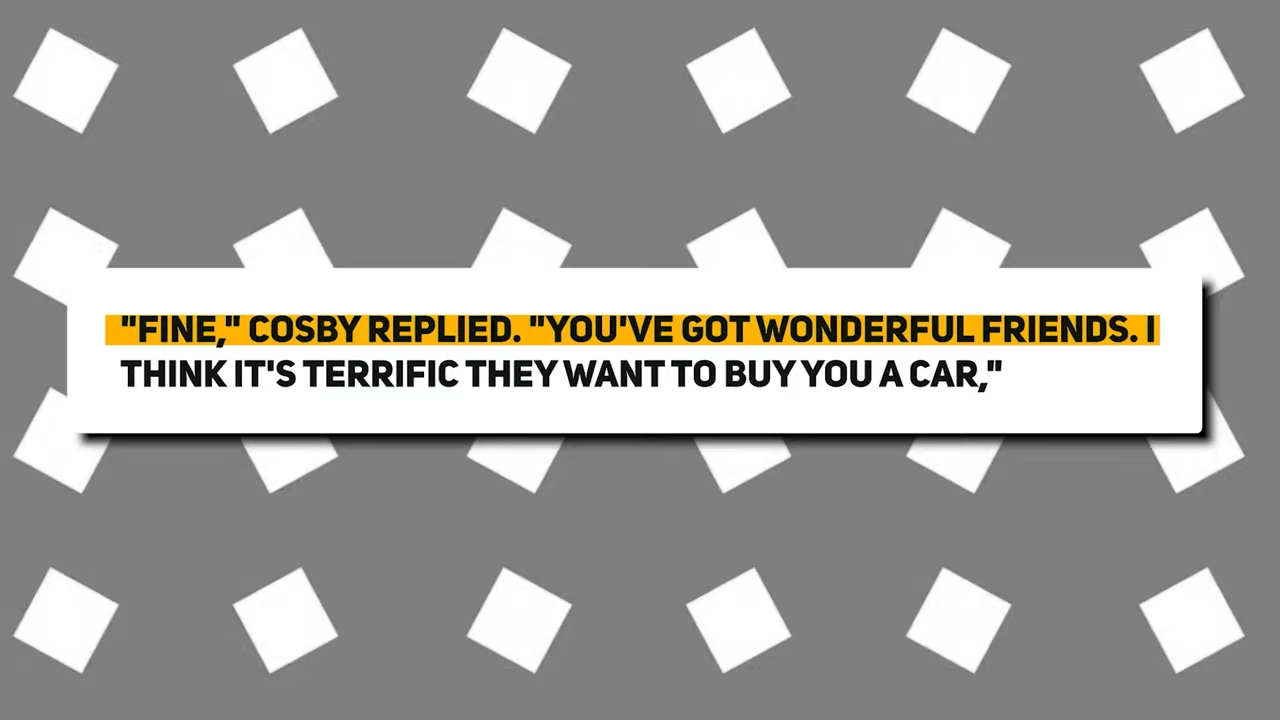 "FINE," COSBY REPLIED. "YOU'VE GOT WONDERFUL FRIENDS. I
THINK IT'S TERRIFIC THEY WANT TO BUY YOU A CAR,"